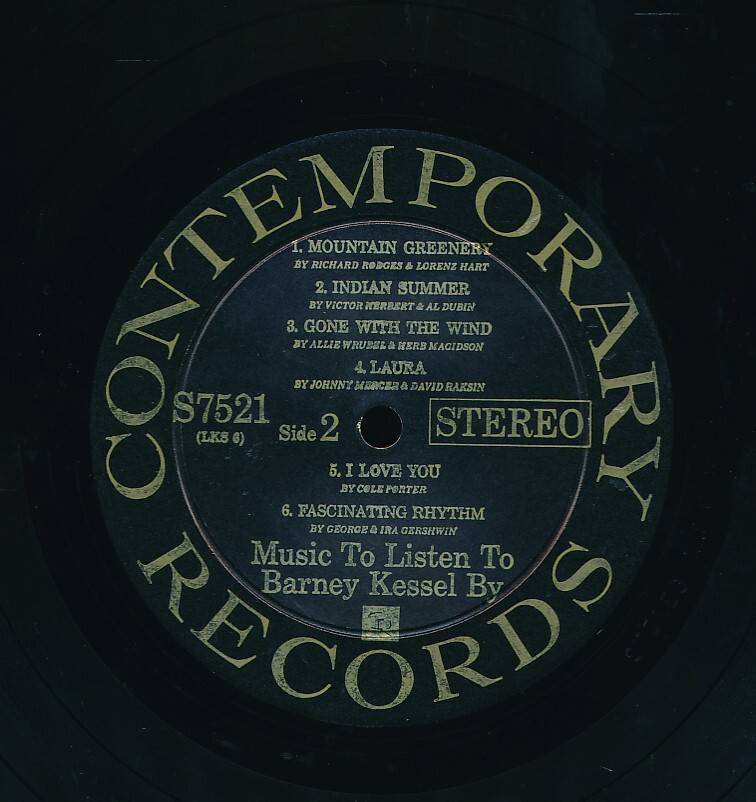 CONTEMPORARY
1. MOUNTAIN GREENERY
BY RICHARD RODGES & LORENZ HART
2. INDIAN SUMMER
BY VICTOR HERBERT & AL DUBIN
3. GONE WITH THE WIND
BY ALLIE WRUBEL & HERB MAGIDSON
4. LAURA
BY JOHNNY MERCER & DAVID RAKSIN
S7521
(LKS 6)
Side 2
STEREO
5. I LOVE YOU
BY COLE PORTER
6. FASCINATING RHYTHM
BY GEORGE & IRA GERSHWIN
Music To Listen To
Barney Kessel By
RECORDS